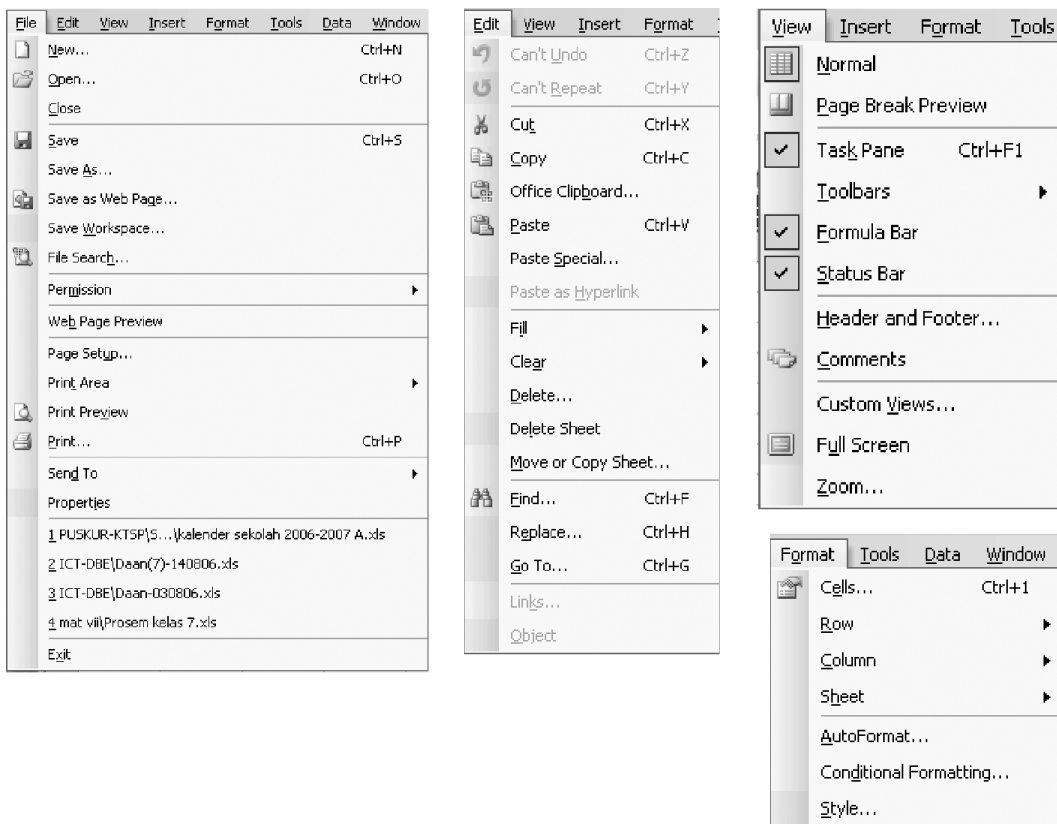 File Edit View Insert Format Tools Data Window
New... Ctrl+N
Open... Ctrl+O
Close
Save Ctrl+S
Save As...
Save as Web Page...
Save Workspace...
File Search...
Permission
Web Page Preview
Page Setup...
Print Area
Print Preview
Print... Ctrl+P
Send To
Properties
1 PUSKUR-KTSP\S...\kalender sekolah 2006-2007 A.xls
2 ICT-DBE\Daan(7)-140806.xls
3 ICT-DBE\Daan-030806.xls
4 mat vii\Prosem kelas 7.xls
Exit
Edit View Insert Format
Can't Undo Ctrl+Z
Can't Repeat Ctrl+Y
Cut Ctrl+X
Copy Ctrl+C
Office Clipboard...
Paste Ctrl+V
Paste Special...
Paste as Hyperlink
Fill
Clear
Delete...
Delete Sheet
Move or Copy Sheet...
Find... Ctrl+F
Replace... Ctrl+H
Go To... Ctrl+G
Links...
Object
View Insert Format Tools
Normal
Page Break Preview
Task Pane Ctrl+F1
Toolbars
Formula Bar
Status Bar
Header and Footer...
Comments
Custom Views...
Full Screen
Zoom...
Format Tools Data Window
Cells... Ctrl+1
Row
Column
Sheet
AutoFormat...
Conditional Formatting...
Style...